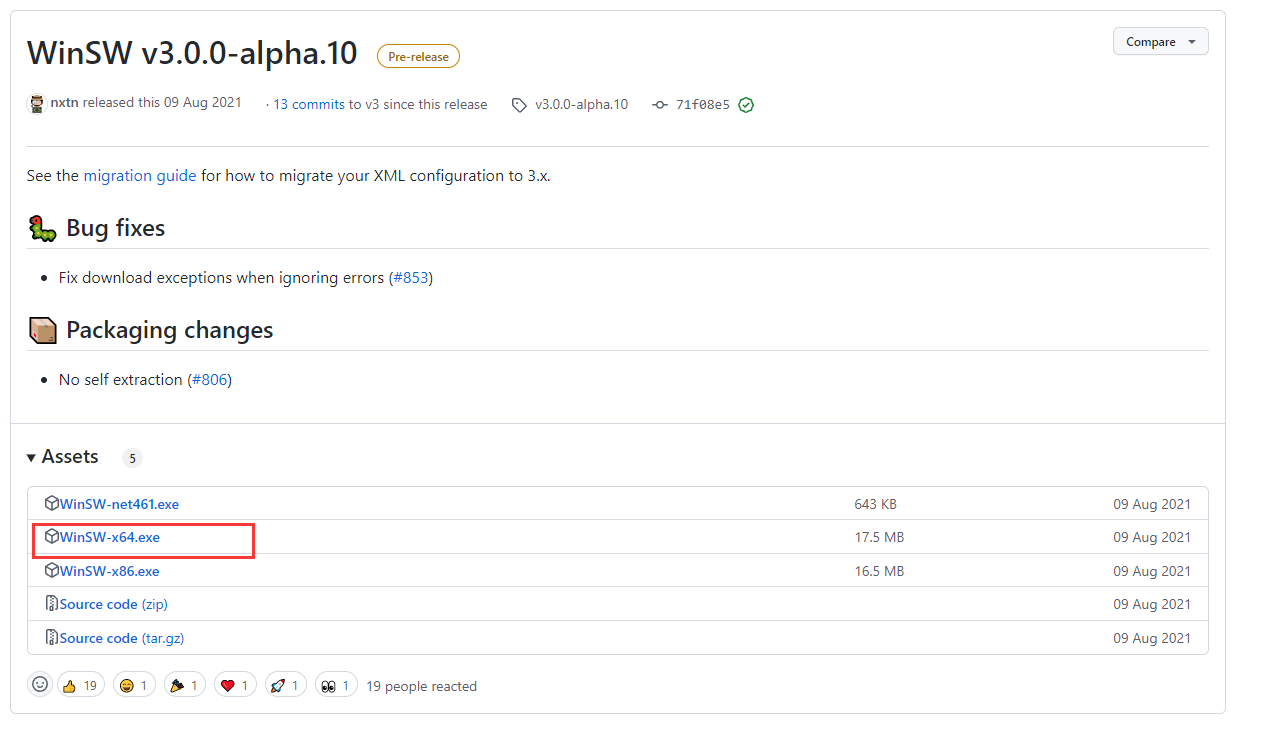 WinSW v3.0.0-alpha.10 Pre-release Compare
nxtn released this 09 Aug 2021 · 13 commits to v3 since this release v3.0.0-alpha.10 71f08e5
See the migration guide for how to migrate your XML configuration to 3.x.
Bug fixes
• Fix download exceptions when ignoring errors (#853)
Packaging changes
• No self extraction (#806)
Assets 5
WinSW-net461.exe 643 KB 09 Aug 2021
WinSW-x64.exe 17.5 MB 09 Aug 2021
WinSW-x86.exe 16.5 MB 09 Aug 2021
Source code (zip) 09 Aug 2021
Source code (tar.gz) 09 Aug 2021
19 1 1 1 1 1 19 people reacted